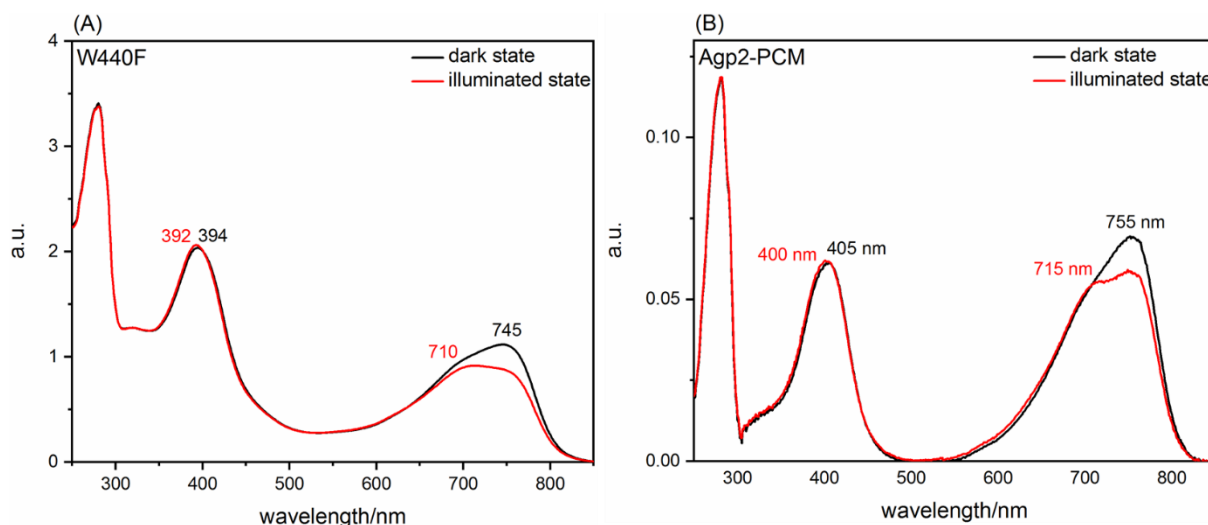 (A)
W440F
dark state
illuminated state
4
3
2
1
0
a.u.
392
394
710
745
300
400
500
600
700
800
wavelength/nm
(B)
Agp2-PCM
dark state
illuminated state
0.10
0.05
0.00
a.u.
400 nm
405 nm
755 nm
715 nm
300
400
500
600
700
800
wavelength/nm